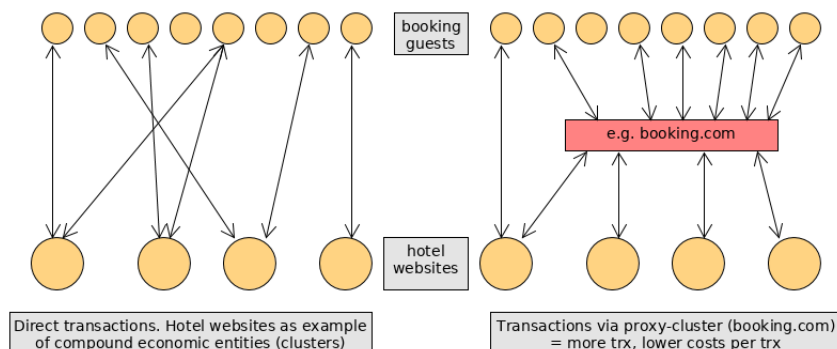 booking
guests
e.g. booking.com
hotel
websites
Direct transactions. Hotel websites as example
of compound economic entities (clusters)
Transactions via proxy-cluster (booking.com)
= more trx, lower costs per trx